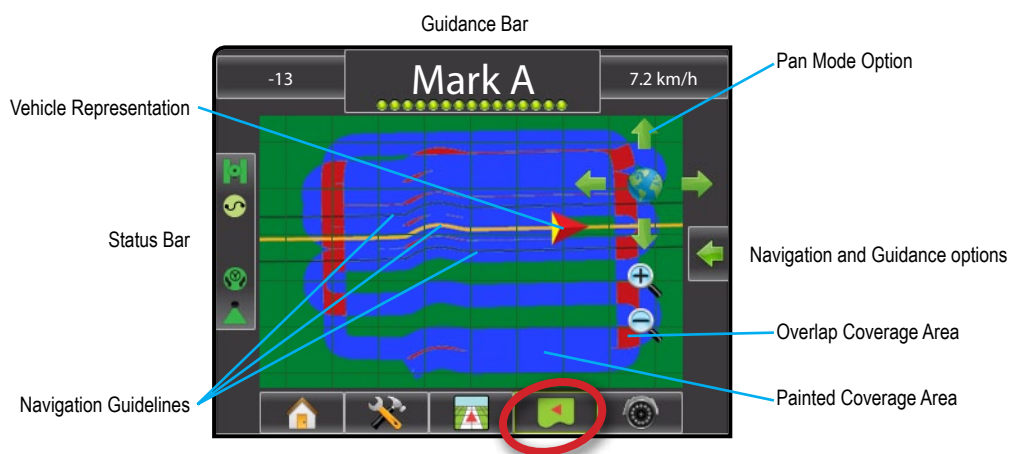 Guidance Bar
-13
Mark A
7.2 km/h
Pan Mode Option
Vehicle Representation
Status Bar
Navigation and Guidance options
Overlap Coverage Area
Painted Coverage Area
Navigation Guidelines